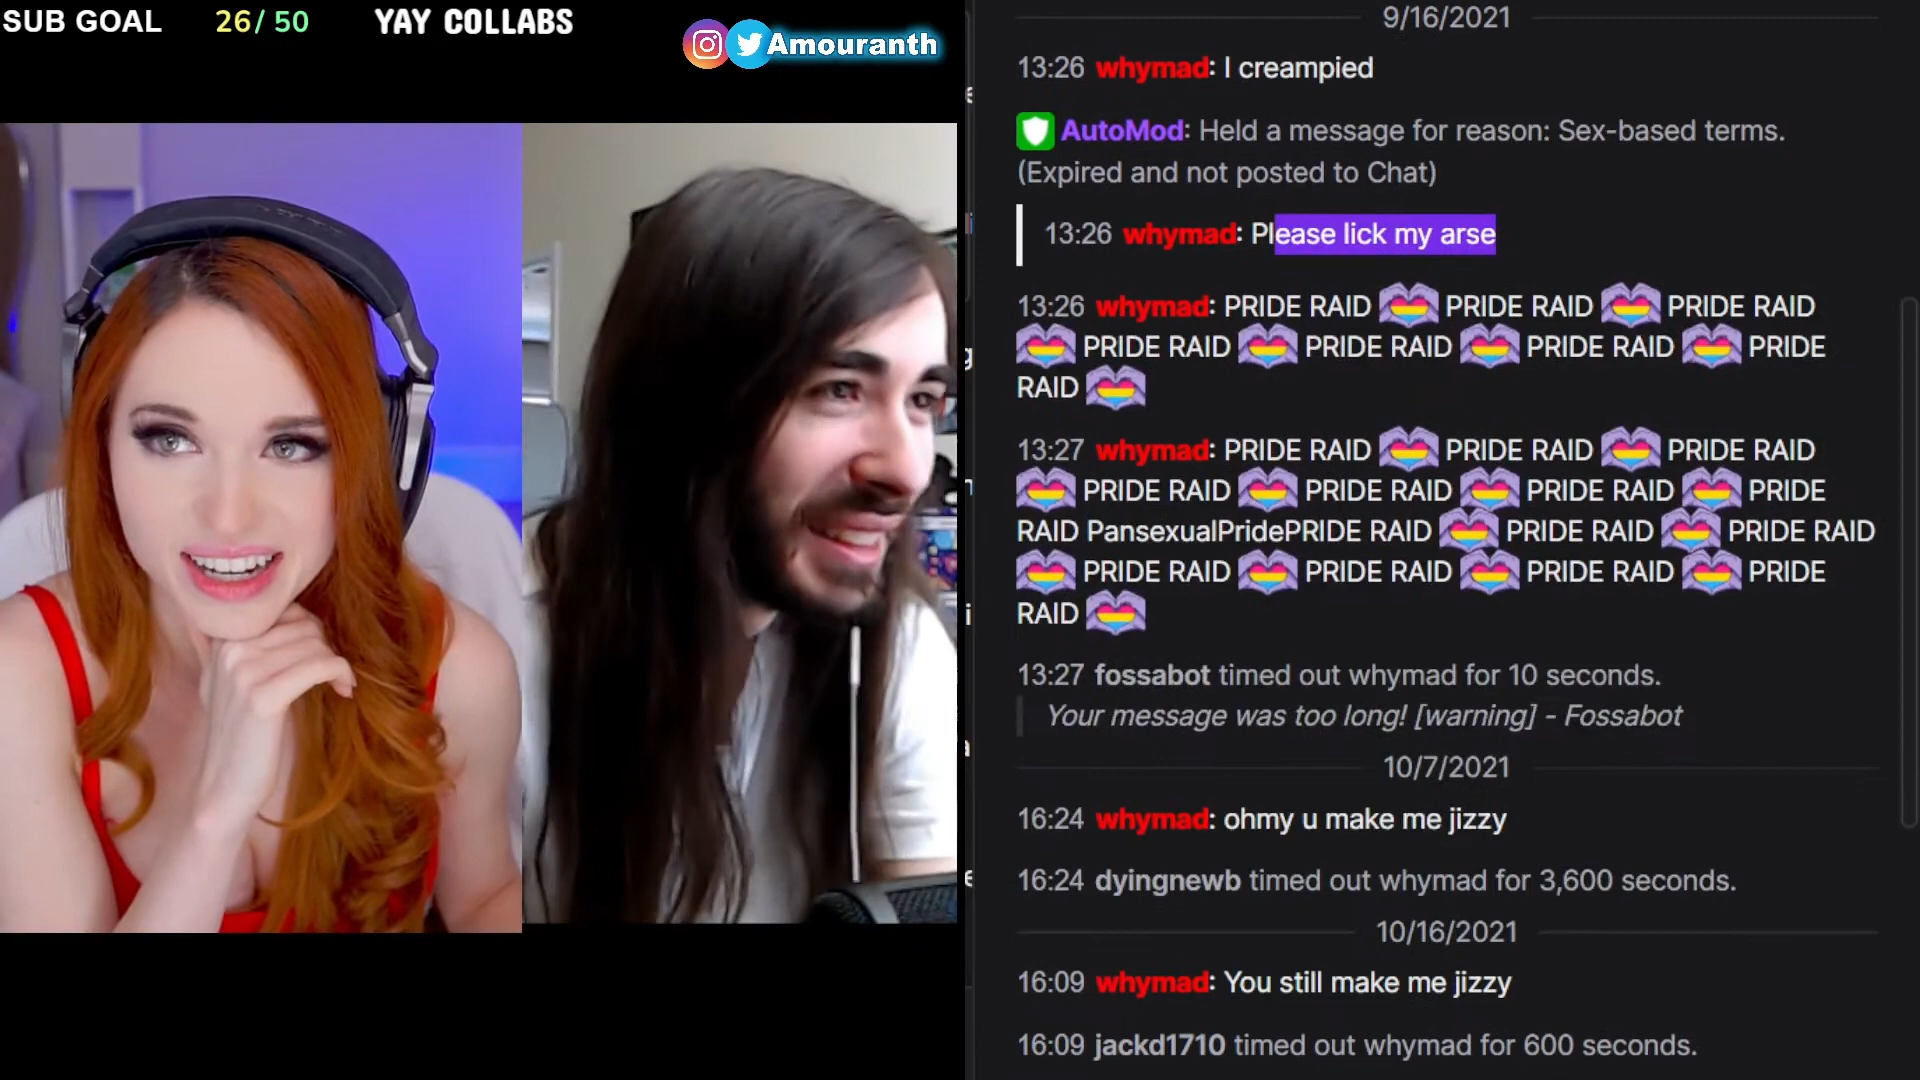 SUB GOAL 26/ 50 YAY COLLABS
Amouranth
9/16/2021
13:26 whymad: I creampied
AutoMod: Held a message for reason: Sex-based terms.
(Expired and not posted to Chat)
13:26 whymad: Please lick my arse
13:26 whymad: PRIDE RAID PRIDE RAID PRIDE RAID
PRIDE RAID PRIDE RAID PRIDE RAID PRIDE
RAID
13:27 whymad: PRIDE RAID PRIDE RAID PRIDE RAID
PRIDE RAID PRIDE RAID PRIDE RAID PRIDE
RAID PansexualPridePRIDE RAID PRIDE RAID PRIDE RAID
PRIDE RAID PRIDE RAID PRIDE RAID PRIDE
RAID
13:27 fossabot timed out whymad for 10 seconds.
Your message was too long! [warning] - Fossabot
10/7/2021
16:24 whymad: ohmy u make me jizzy
16:24 dyingnewb timed out whymad for 3,600 seconds.
10/16/2021
16:09 whymad: You still make me jizzy
16:09 jackd1710 timed out whymad for 600 seconds.